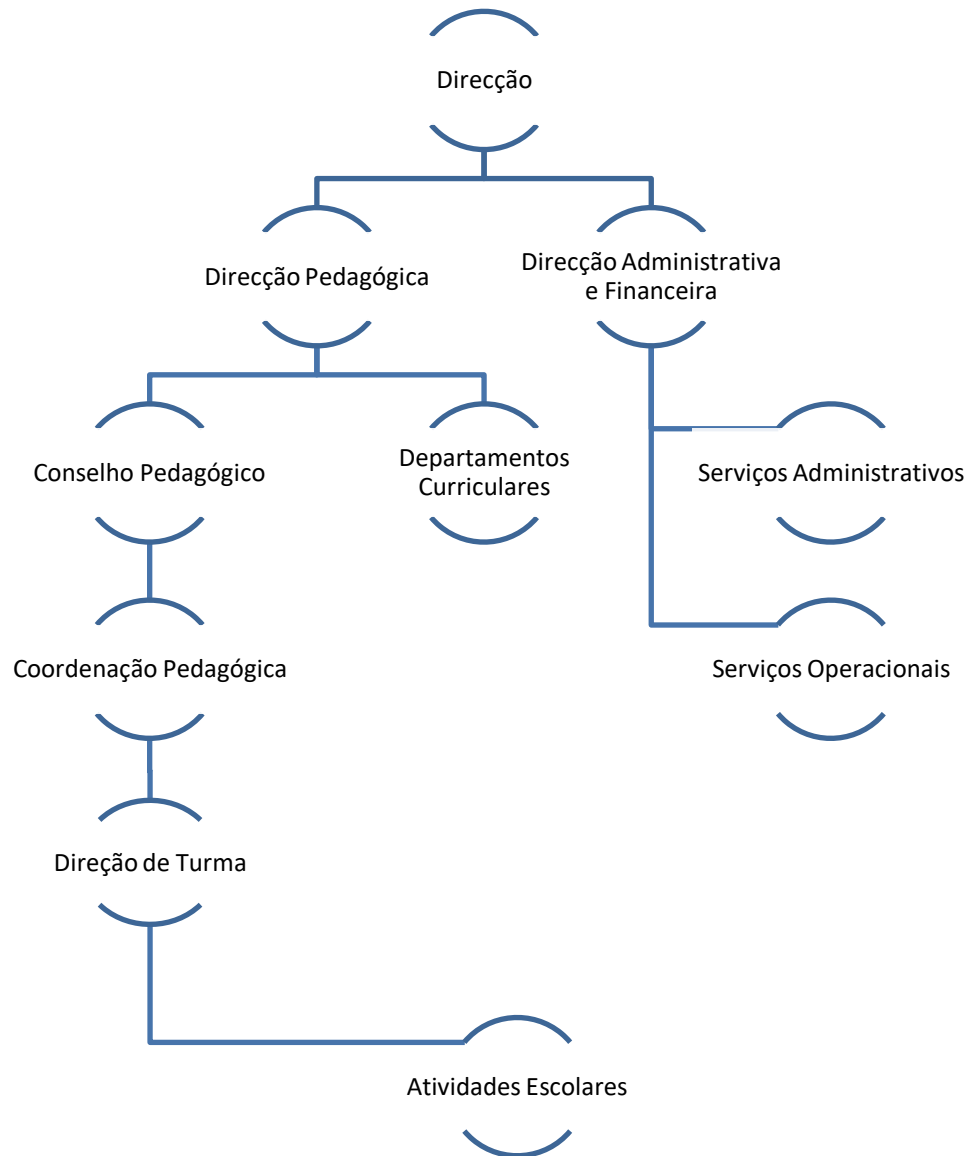 Direcção
Direcção Pedagógica
Direcção Administrativa
e Financeira
Conselho Pedagógico
Departamentos
Curriculares
Serviços Administrativos
Coordenação Pedagógica
Serviços Operacionais
Direção de Turma
Atividades Escolares